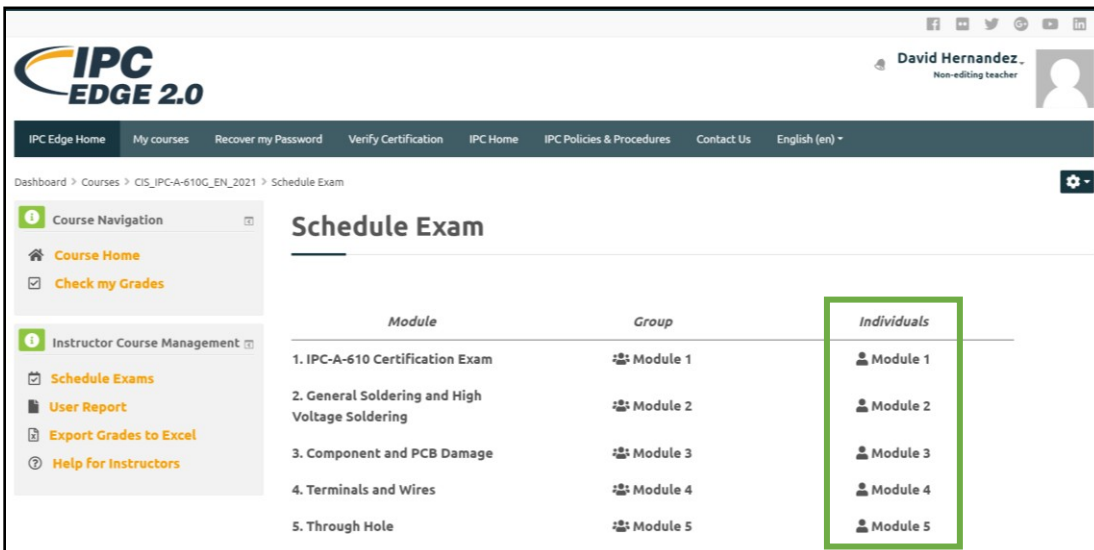 IPC
EDGE 2.0
David Hernandez
Non-editing teacher
IPC Edge Home My courses Recover my Password Verify Certification IPC Home IPC Policies & Procedures Contact Us English (en)
Dashboard > Courses > CIS_IPC-A-610G_EN_2021 > Schedule Exam
Course Navigation
Course Home
Check my Grades
Instructor Course Management
Schedule Exams
User Report
Export Grades to Excel
Help for Instructors
Schedule Exam
Module Group Individuals
1. IPC-A-610 Certification Exam Module 1 Module 1
2. General Soldering and High
Voltage Soldering Module 2 Module 2
3. Component and PCB Damage Module 3 Module 3
4. Terminals and Wires Module 4 Module 4
5. Through Hole Module 5 Module 5